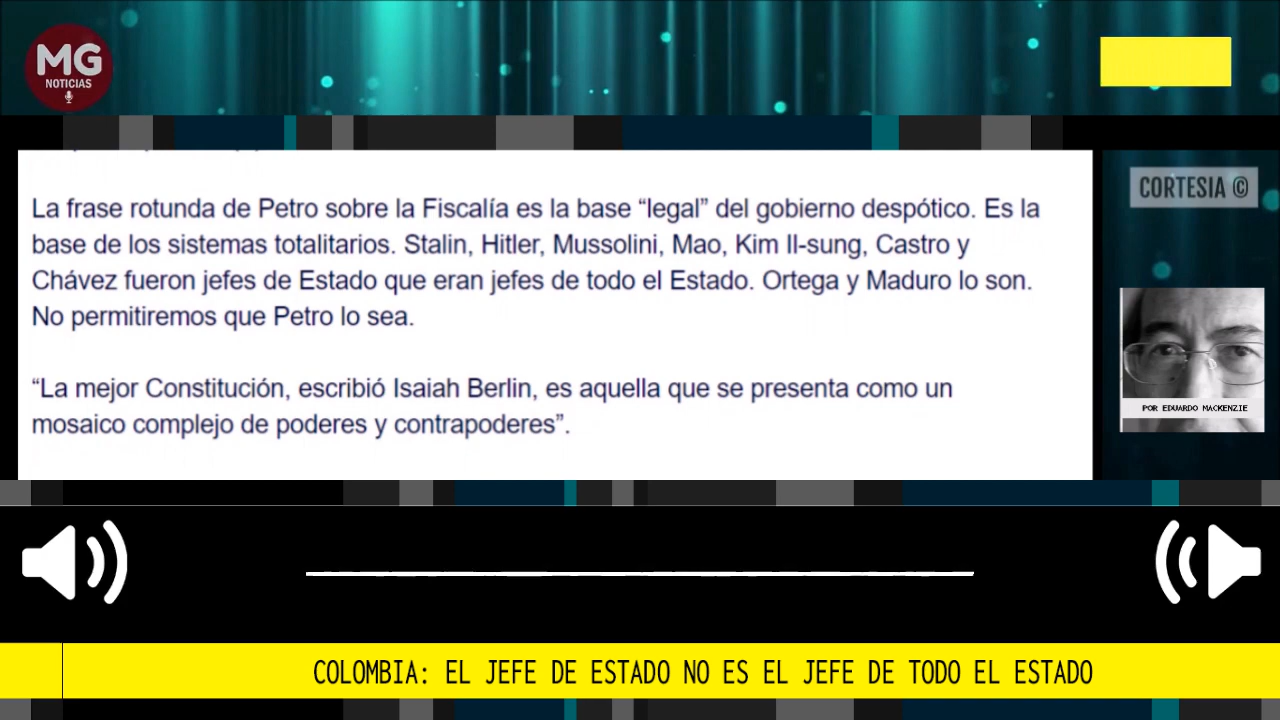 MG
NOTICIAS
CORTESIA ©
La frase rotunda de Petro sobre la Fiscalía es la base “legal” del gobierno despótico. Es la
base de los sistemas totalitarios. Stalin, Hitler, Mussolini, Mao, Kim Il-sung, Castro y
Chávez fueron jefes de Estado que eran jefes de todo el Estado. Ortega y Maduro lo son.
No permitiremos que Petro lo sea.
“La mejor Constitución, escribió Isaiah Berlin, es aquella que se presenta como un
mosaico complejo de poderes y contrapoderes”.
POR EDUARDO MACKENZIE
COLOMBIA: EL JEFE DE ESTADO NO ES EL JEFE DE TODO EL ESTADO